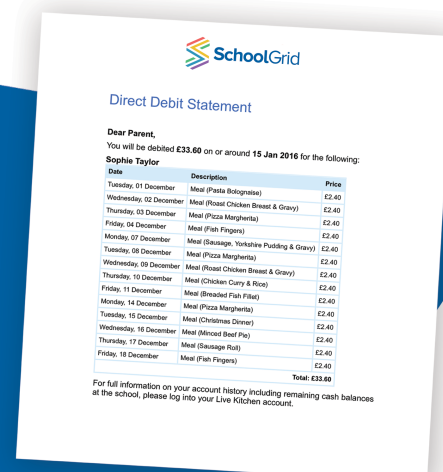 SchoolGrid
Direct Debit Statement
Dear Parent,
You will be debited £33.60 on or around 15 Jan 2016 for the following:
Sophie Taylor
Date Description Price
Tuesday, 01 December Meal (Pasta Bolognaise) £2.40
Wednesday, 02 December Meal (Roast Chicken Breast & Gravy) £2.40
Thursday, 03 December Meal (Pizza Margherita) £2.40
Friday, 04 December Meal (Fish Fingers) £2.40
Monday, 07 December Meal (Sausage, Yorkshire Pudding & Gravy) £2.40
Tuesday, 08 December Meal (Pizza Margherita) £2.40
Wednesday, 09 December Meal (Roast Chicken Breast & Gravy) £2.40
Thursday, 10 December Meal (Chicken Curry & Rice) £2.40
Friday, 11 December Meal (Breaded Fish Fillet) £2.40
Monday, 14 December Meal (Pizza Margherita) £2.40
Tuesday, 15 December Meal (Christmas Dinner) £2.40
Wednesday, 16 December Meal (Minced Beef Pie) £2.40
Thursday, 17 December Meal (Sausage Roll) £2.40
Friday, 18 December Meal (Fish Fingers) £2.40
Total: £33.60
For full information on your account history including remaining cash balances
at the school, please log into your Live Kitchen account.